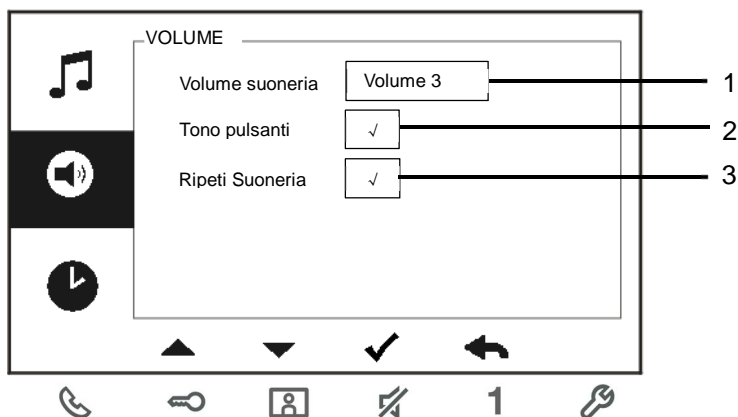 VOLUME
Volume suoneria Volume 3 1
Tono pulsanti √ 2
Ripeti Suoneria √ 3
1